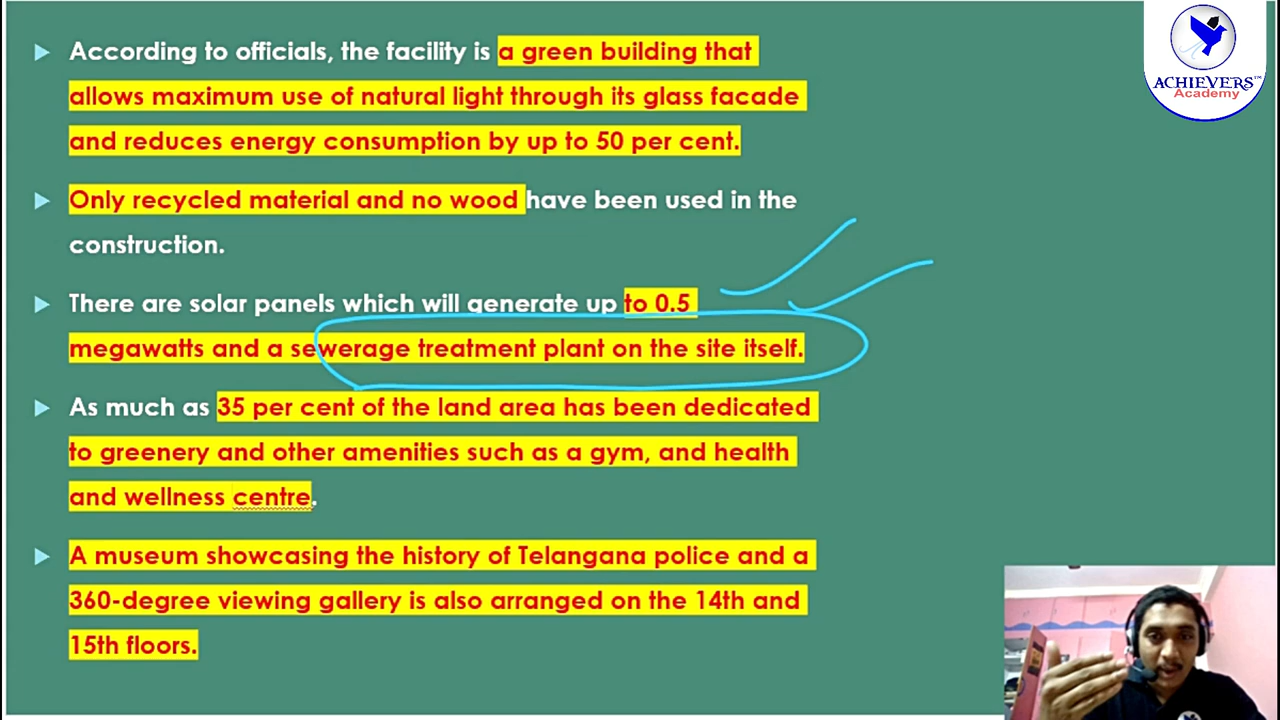 According to officials, the facility is a green building that
allows maximum use of natural light through its glass facade
and reduces energy consumption by up to 50 per cent.
Only recycled material and no wood have been used in the
construction.
There are solar panels which will generate up to 0.5
megawatts and a sewerage treatment plant on the site itself.
As much as 35 per cent of the land area has been dedicated
to greenery and other amenities such as a gym, and health
and wellness centre.
A museum showcasing the history of Telangana police and a
360-degree viewing gallery is also arranged on the 14th and
15th floors.
ACHIEVERS™
Academy